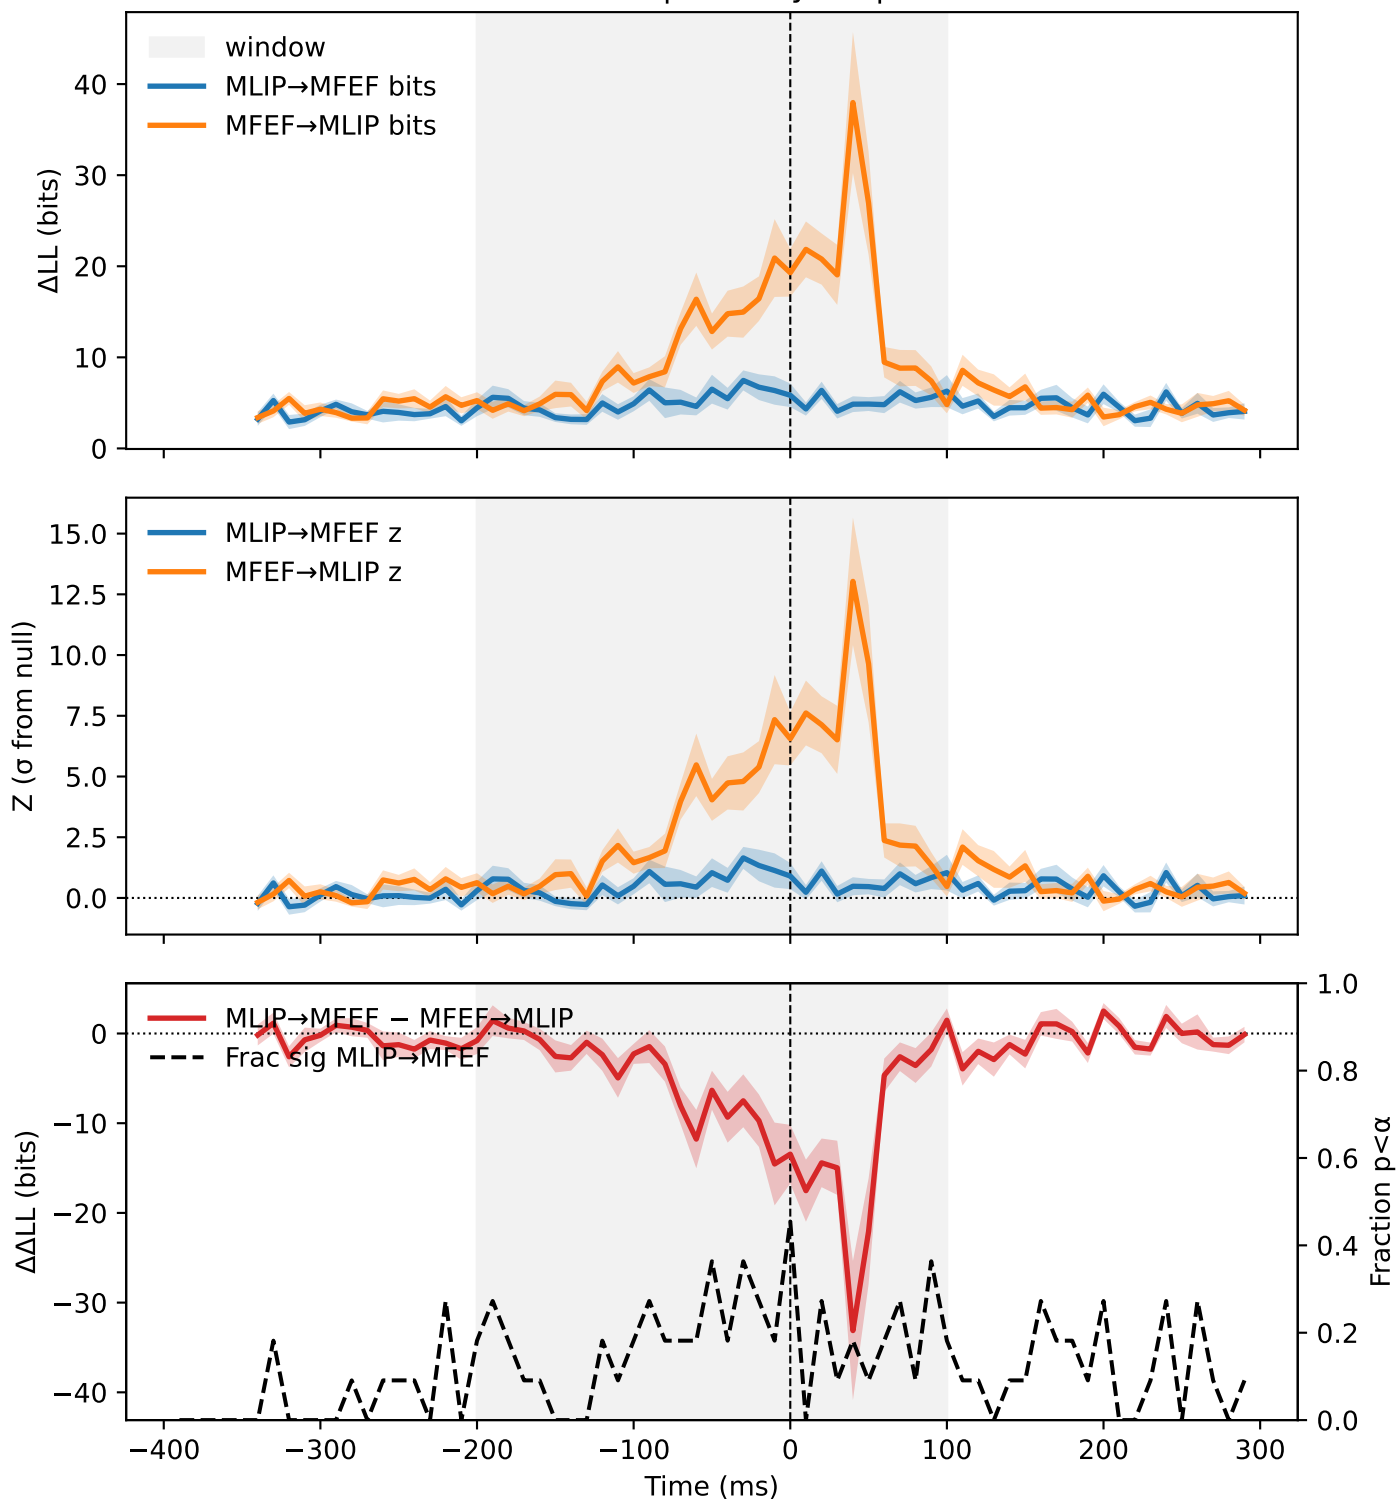 window
MLIP→MFEF bits
MFEF→MLIP bits
40
30
20
10
0
ΔLL (bits)
MLIP→MFEF z
MFEF→MLIP z
15.0
12.5
10.0
7.5
5.0
2.5
0.0
Z (σ from null)
MLIP→MFEF − MFEF→MLIP
Frac sig MLIP→MFEF
0
−10
−20
−30
−40
ΔΔLL (bits)
1.0
0.8
0.6
0.4
0.2
0.0
Fraction p<α
−400 −300 −200 −100 0 100 200 300
Time (ms)